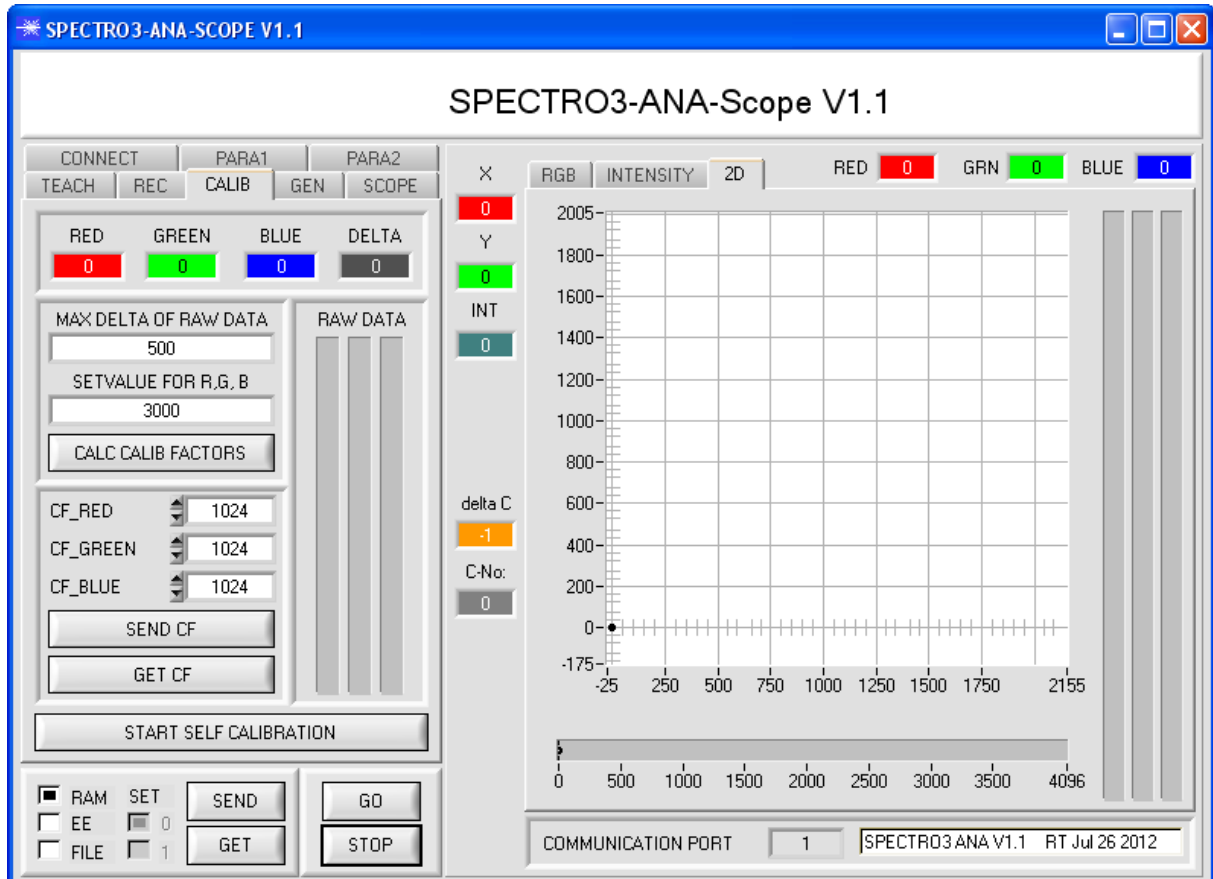 SPECTRO3-ANA-SCOPE V1.1
SPECTRO3-ANA-Scope V1.1
CONNECT PARA1 PARA2
TEACH REC CALIB GEN SCOPE
RED GREEN BLUE DELTA
0 0 0 0
MAX DELTA OF RAW DATA
500
SETVALUE FOR R,G, B
3000
CALC CALIB FACTORS
RAW DATA
CF_RED 1024
CF_GREEN 1024
CF_BLUE 1024
SEND CF
GET CF
START SELF CALIBRATION
RAM SET
EE 0
FILE 1
SEND
GET
GO
STOP
X
0
Y
0
INT
0
delta C
-1
C-No:
0
RGB INTENSITY 2D
RED 0 GRN 0 BLUE 0
2005
1800
1600
1400
1200
1000
800
600
400
200
0
-175
-25 250 500 750 1000 1250 1500 1750 2155
0 500 1000 1500 2000 2500 3000 3500 4096
COMMUNICATION PORT 1 SPECTRO3 ANA V1.1 RT Jul 26 2012